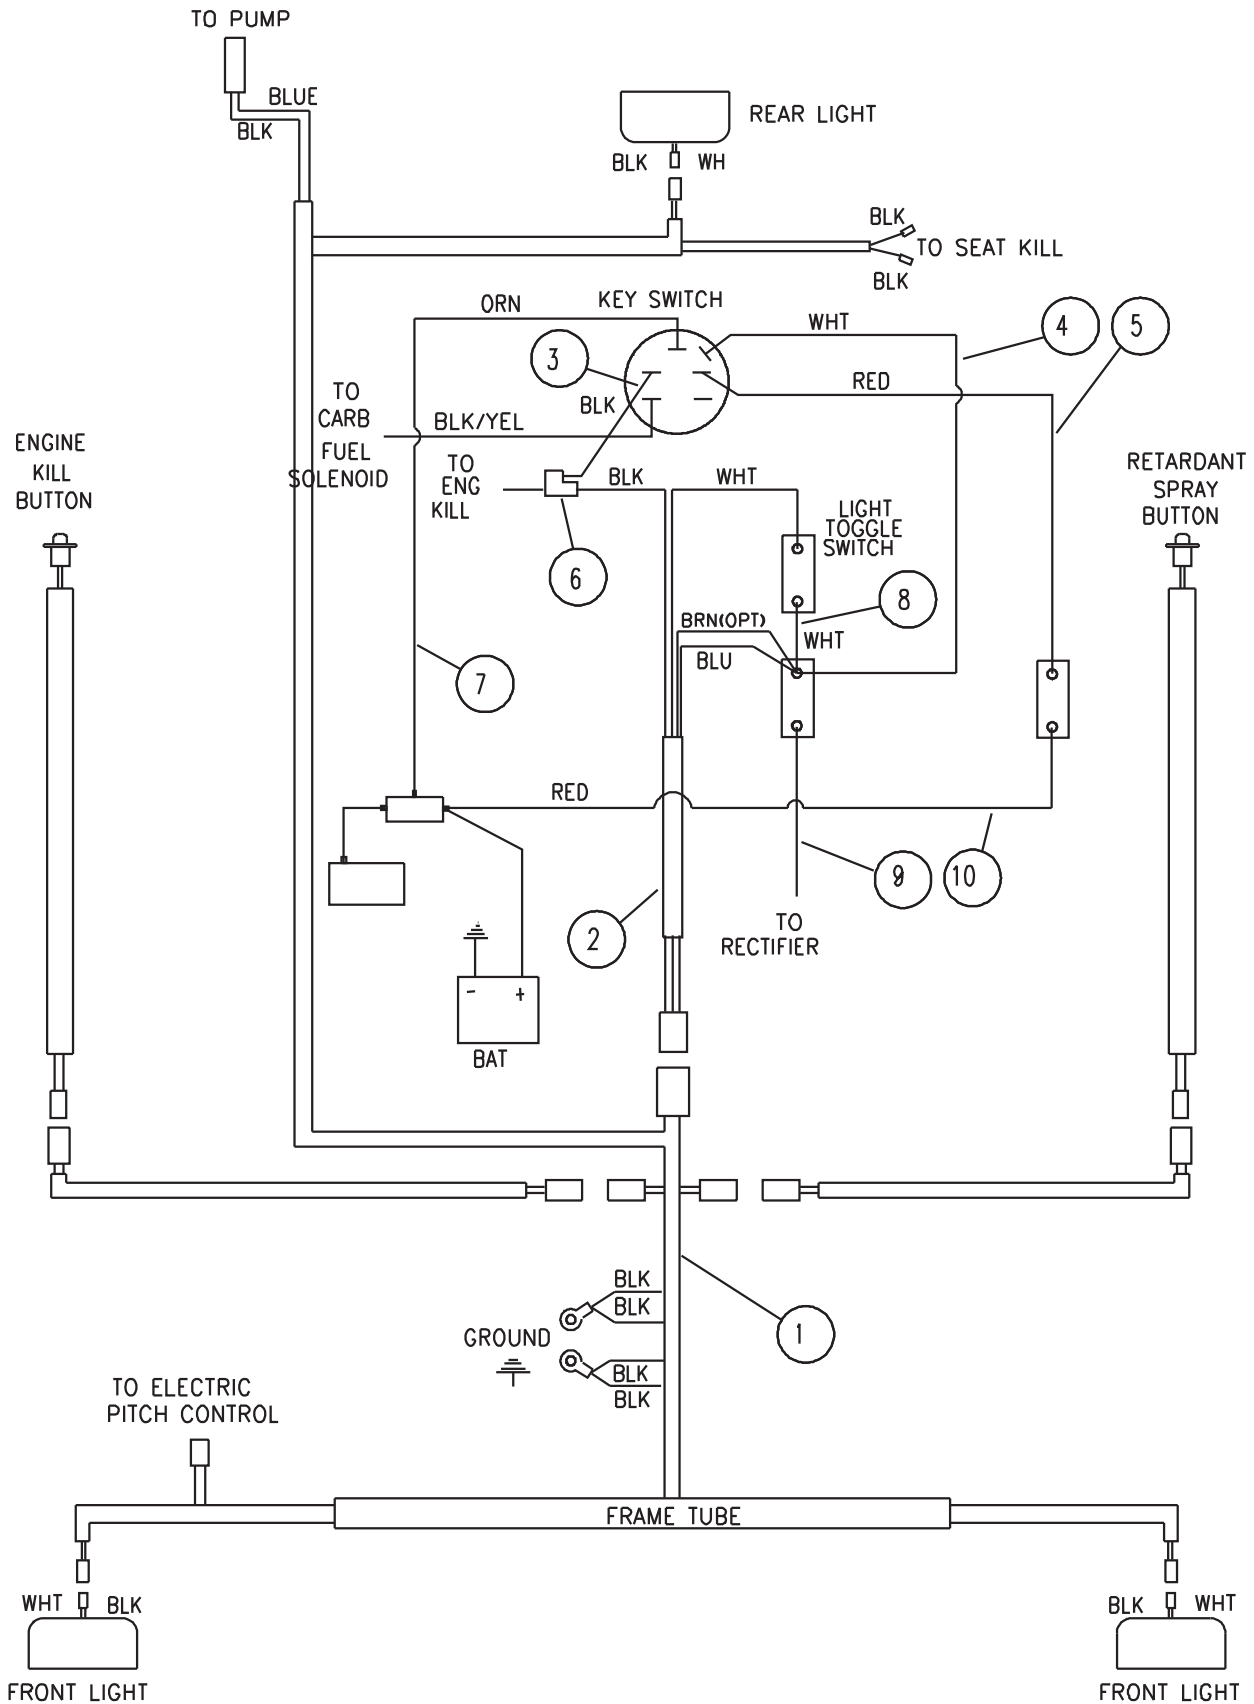 TO PUMP
BLUE
BLK
REAR LIGHT
BLK WH
BLK
TO SEAT KILL
BLK
ORN
KEY SWITCH
WHT
4
5
3
RED
TO
CARB
FUEL
SOLENOID
BLK
BLK/YEL
ENGINE
KILL
BUTTON
TO
ENG
KILL
BLK
WHT
RETARDANT
SPRAY
BUTTON
LIGHT
TOGGLE
SWITCH
6
8
BRN(OPT)
WHT
BLU
7
RED
9
10
2
TO
RECTIFIER
- +
BAT
BLK
BLK
GROUND
1
BLK
BLK
TO ELECTRIC
PITCH CONTROL
FRAME TUBE
WHT BLK
FRONT LIGHT
BLK WHT
FRONT LIGHT